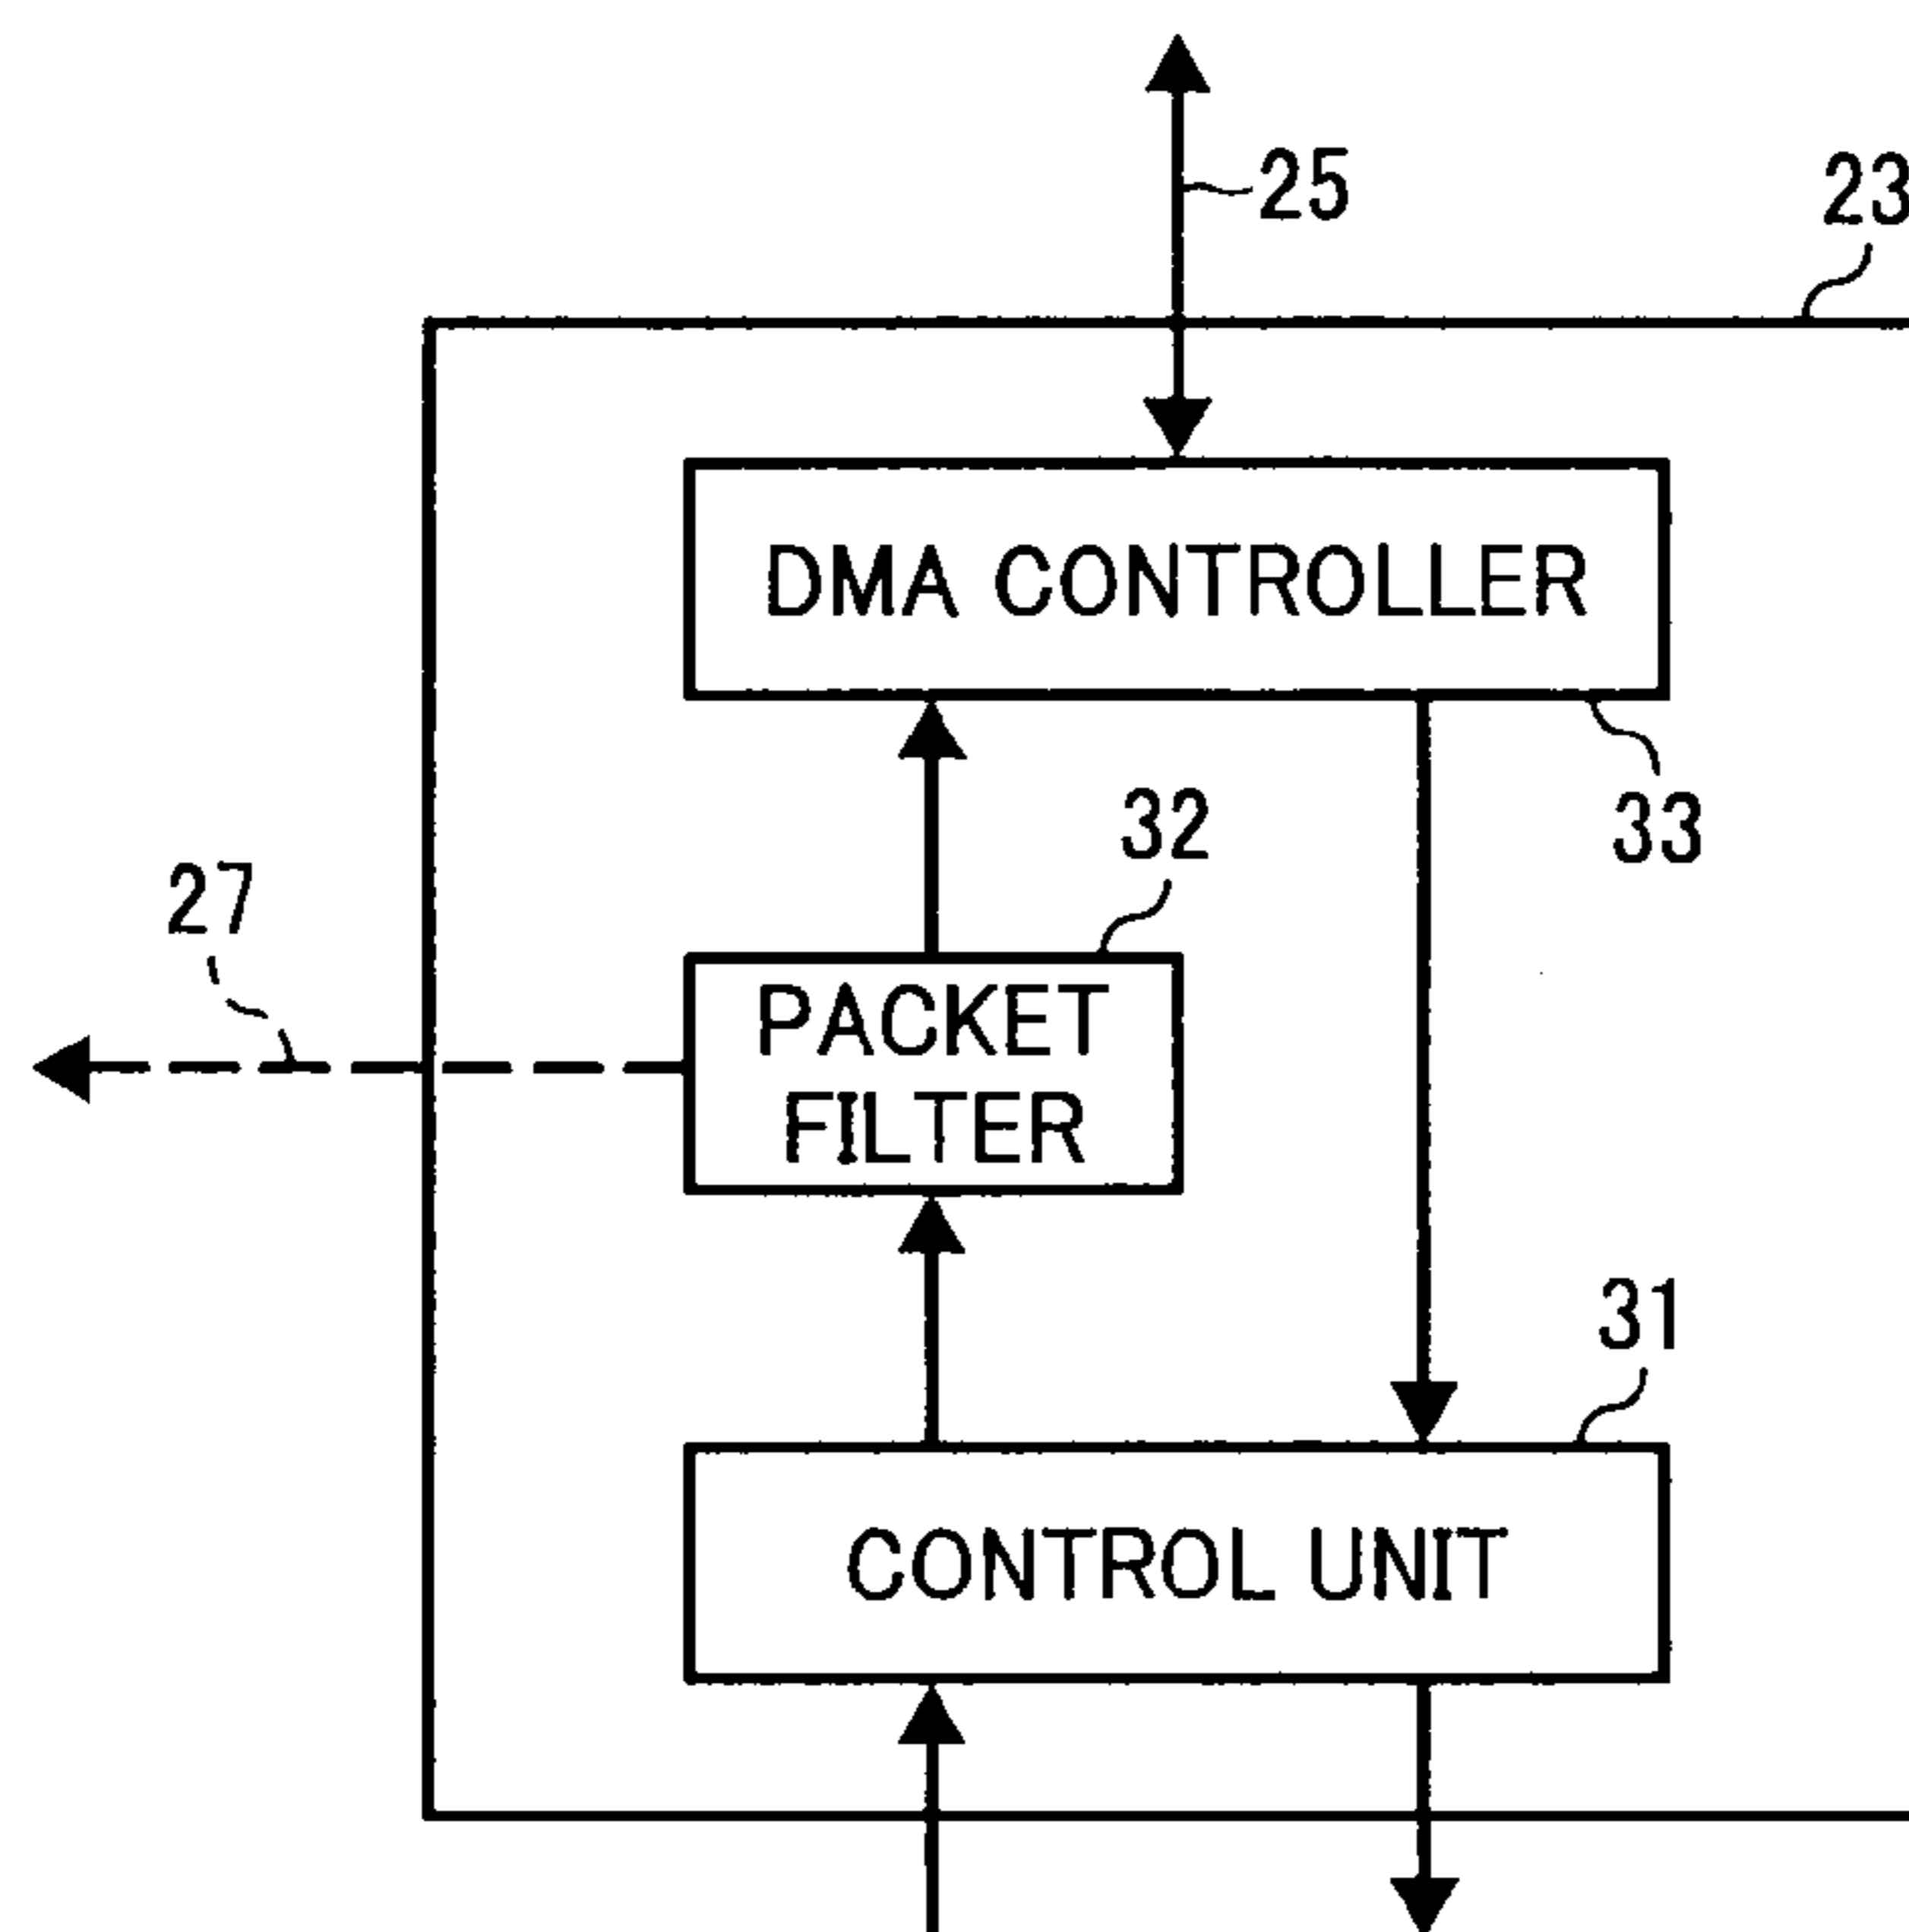 25
23
DMA CONTROLLER
33
32
27
PACKET
FILTER
31
CONTROL UNIT